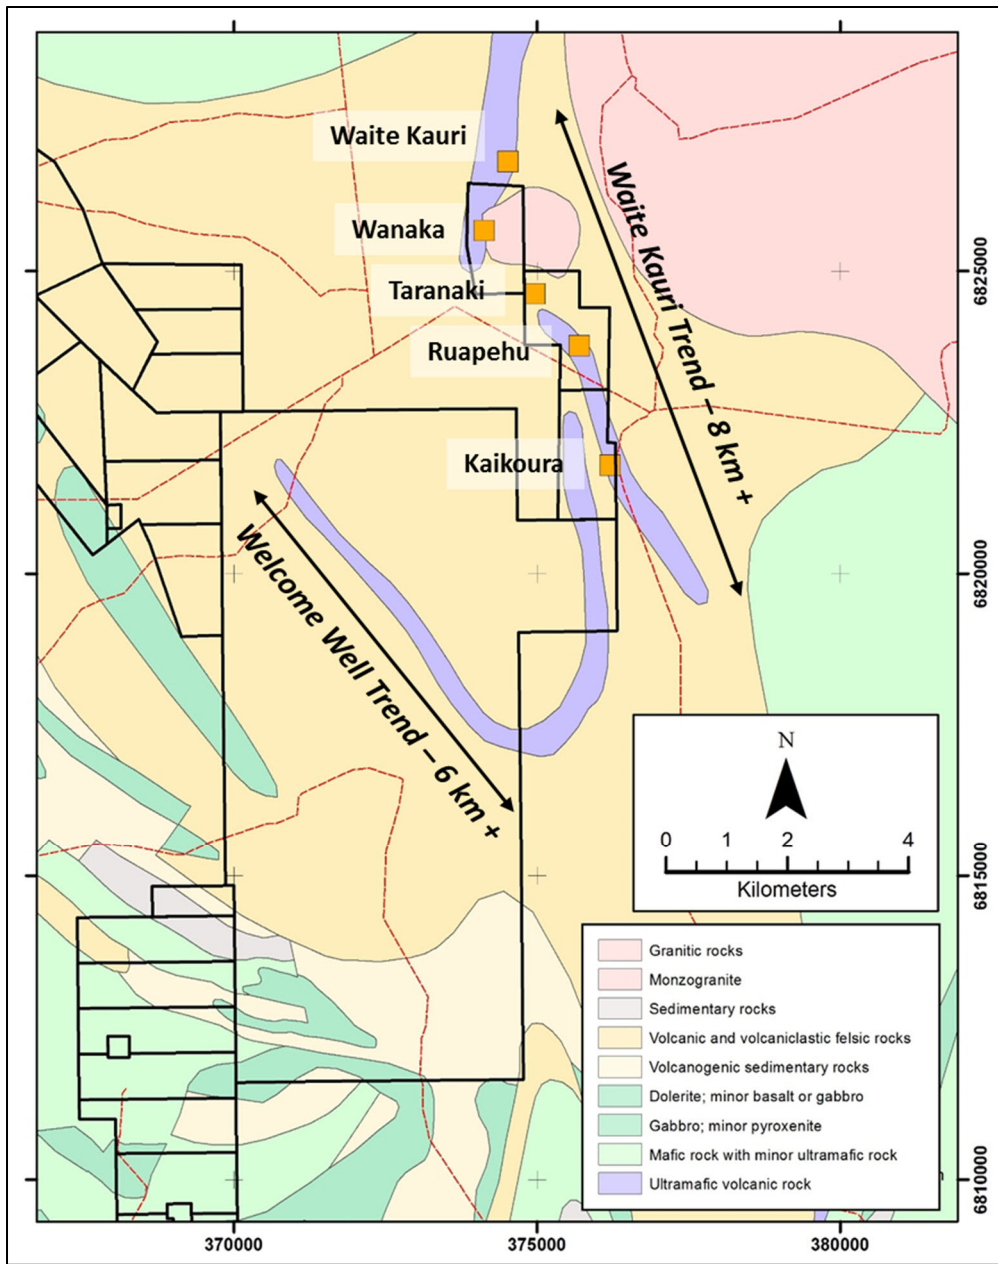 Waite Kauri
Wanaka
Taranaki
Ruapehu
Kaikoura
Waite Kauri Trend – 8 km +
Welcome Well Trend – 6 km +
6825000
6820000
6815000
6810000
N
0 1 2 4
Kilometers
Granitic rocks
Monzogranite
Sedimentary rocks
Volcanic and volcaniclastic felsic rocks
Volcanogenic sedimentary rocks
Dolerite; minor basalt or gabbro
Gabbro; minor pyroxenite
Mafic rock with minor ultramafic rock
Ultramafic volcanic rock
370000 375000 380000